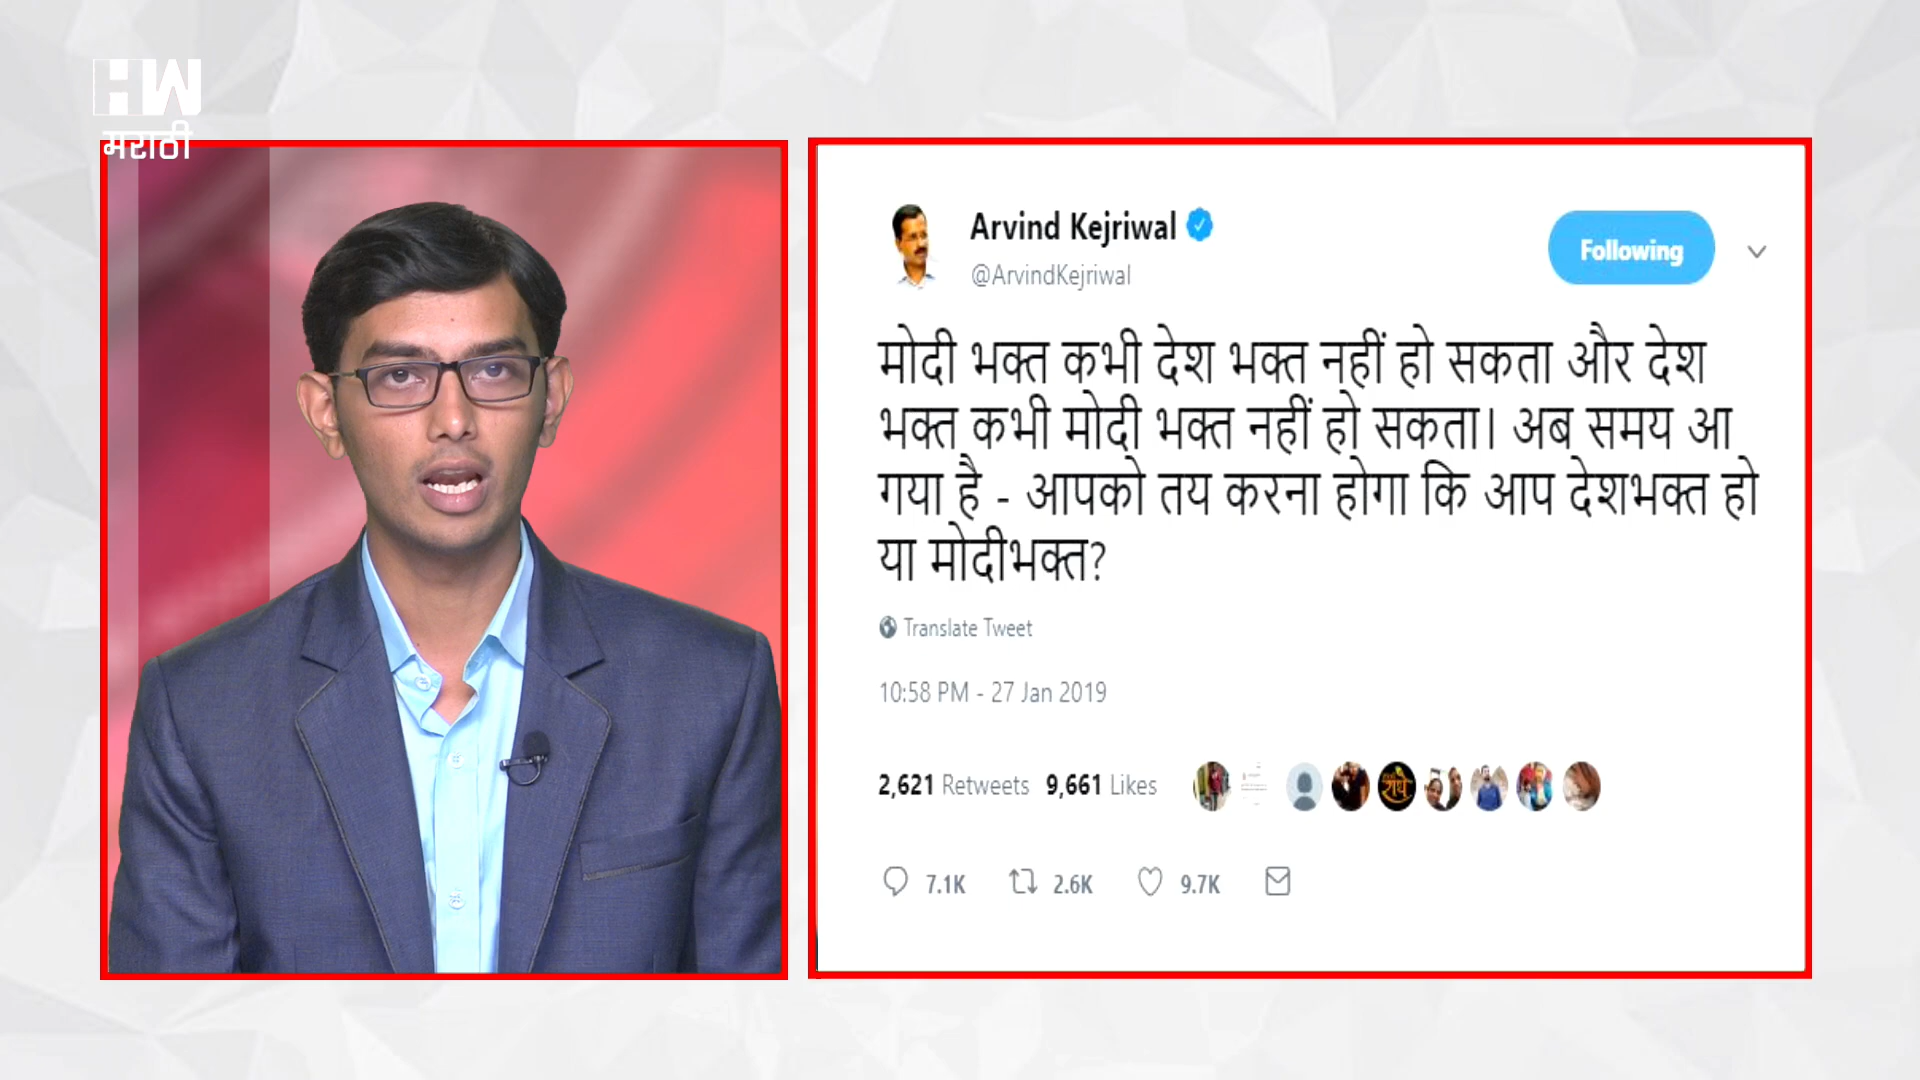 HW
मराठी
Arvind Kejriwal
@ArvindKejriwal
Following
मोदी भक्त कभी देश भक्त नहीं हो सकता और देश
भक्त कभी मोदी भक्त नहीं हो सकता। अब समय आ
गया है - आपको तय करना होगा कि आप देशभक्त हो
या मोदीभक्त?
Translate Tweet
10:58 PM - 27 Jan 2019
2,621 Retweets 9,661 Likes
7.1K 2.6K 9.7K